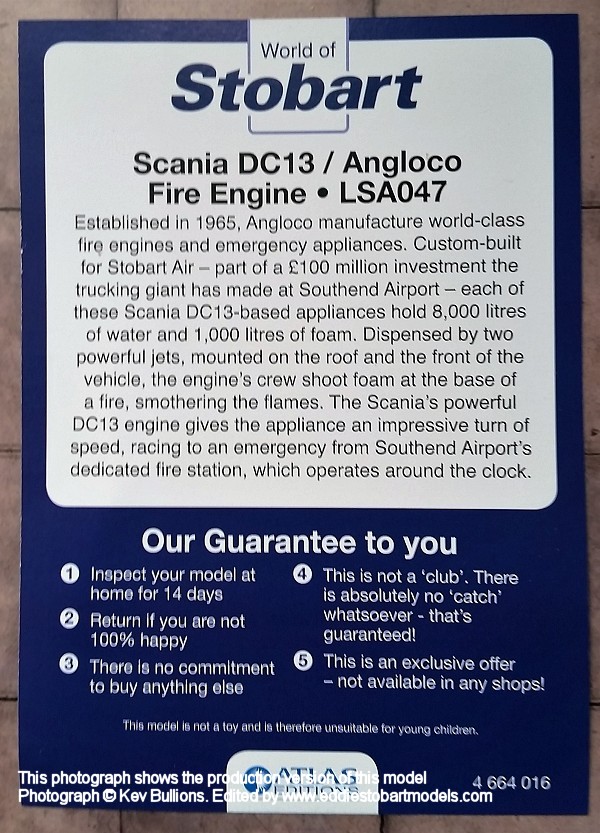 World of
Stobart
Scania DC13 / Angloco
Fire Engine • LSA047
Established in 1965, Angloco manufacture world-class
fire engines and emergency appliances. Custom-built
for Stobart Air – part of a £100 million investment the
trucking giant has made at Southend Airport – each of
these Scania DC13-based appliances hold 8,000 litres
of water and 1,000 litres of foam. Dispensed by two
powerful jets, mounted on the roof and the front of the
vehicle, the engine's crew shoot foam at the base of
a fire, smothering the flames. The Scania's powerful
DC13 engine gives the appliance an impressive turn of
speed, racing to an emergency from Southend Airport's
dedicated fire station, which operates around the clock.
Our Guarantee to you
1 Inspect your model at
home for 14 days
2 Return if you are not
100% happy
3 There is no commitment
to buy anything else
4 This is not a 'club'. There
is absolutely no 'catch'
whatsoever - that's
guaranteed!
5 This is an exclusive offer
– not available in any shops!
This model is not a toy and is therefore unsuitable for young children.
ATLAS
EDITIONS
4 664 016
This photograph shows the production version of this model
Photograph © Kev Bullions. Edited by www.eddiestobartmodels.com